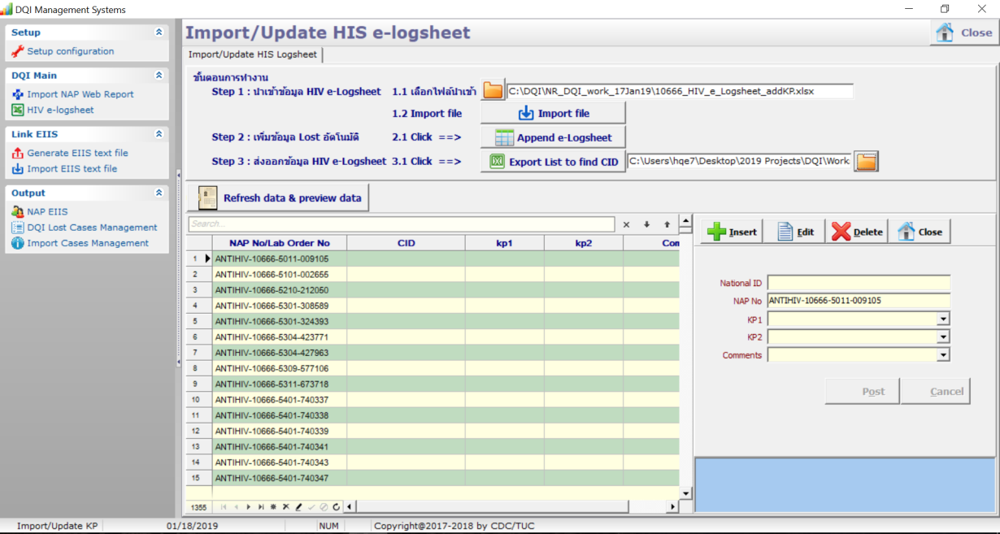 DQI Management Systems
Setup
Setup configuration
DQI Main
Import NAP Web Report
HIV e-logsheet
Link EIIS
Generate EIIS text file
Import EIIS text file
Output
NAP EIIS
DQI Lost Cases Management
Import Cases Management
Import/Update HIS e-logsheet
Close
Import/Update HIS Logsheet
ขั้นตอนการทำงาน
Step 1 : นำเข้าข้อมูล HIV e-Logsheet 1.1 เลือกไฟล์นำเข้า C:\DQI\NR_DQI_work_17Jan19\10666_HIV_e_Logsheet_addKP.xlsx
1.2 Import file Import file
Step 2 : เพิ่มข้อมูล Lost อัตโนมัติ 2.1 Click ==> Append e-Logsheet
Step 3 : ส่งออกข้อมูล HIV e-Logsheet 3.1 Click ==> Export List to find CID C:\Users\hqe7\Desktop\2019 Projects\DQI\Work
Refresh data & preview data
Search...
NAP No/Lab Order No CID kp1 kp2 Con
1 ANTIHIV-10666-5011-009105
2 ANTIHIV-10666-5101-002655
3 ANTIHIV-10666-5210-212050
4 ANTIHIV-10666-5301-308589
5 ANTIHIV-10666-5301-324393
6 ANTIHIV-10666-5304-423771
7 ANTIHIV-10666-5304-427963
8 ANTIHIV-10666-5309-577106
9 ANTIHIV-10666-5311-673718
10 ANTIHIV-10666-5401-740337
11 ANTIHIV-10666-5401-740338
12 ANTIHIV-10666-5401-740339
13 ANTIHIV-10666-5401-740341
14 ANTIHIV-10666-5401-740343
15 ANTIHIV-10666-5401-740347
1355
Insert Edit Delete Close
National ID
NAP No ANTIHIV-10666-5011-009105
KP1
KP2
Comments
Post Cancel
Import/Update KP 01/18/2019 NUM Copyright@2017-2018 by CDC/TUC